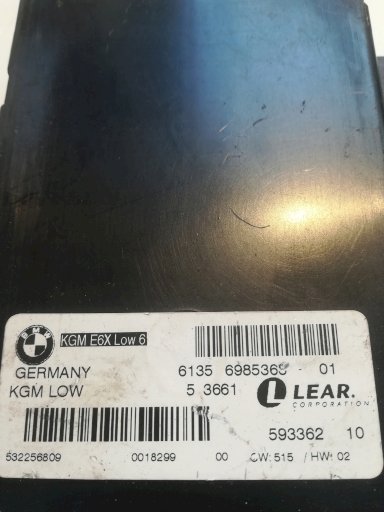 BMW
KGM E6X Low 6
GERMANY 6135 6985368 - 01
KGM LOW 5 3661 L LEAR.
CORPORATION
593362 10
532256809 0018299 00 CW: 515 / HW: 02